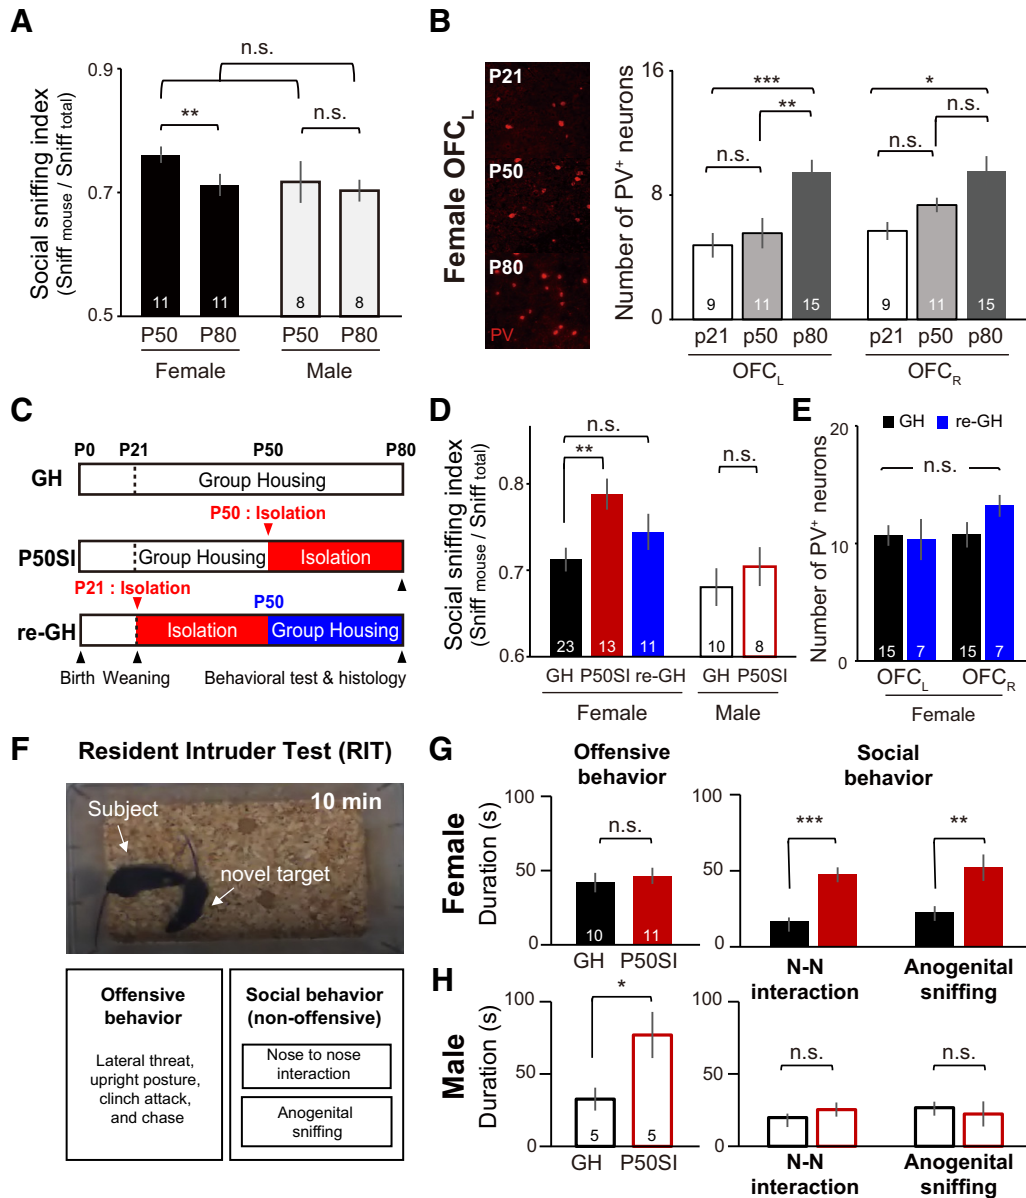 A
n.s.
0.9
**
n.s.
0.7
0.5
Social sniffing index
(Sniff mouse / Sniff total)
11
11
8
8
P50
P80
P50
P80
Female
Male
B
Female OFC L
P21
P50
P80
PV
16
***
*
**
n.s.
n.s.
n.s.
8
0
Number of PV+ neurons
9
11
15
9
11
15
p21
p50
p80
p21
p50
p80
OFC L
OFC R
C
P0
P21
P50
P80
GH
Group Housing
P50 : Isolation
P50SI
Group Housing
Isolation
P21 : Isolation
P50
re-GH
Isolation
Group Housing
Birth
Weaning
Behavioral test & histology
D
n.s.
**
n.s.
0.8
0.7
0.6
Social sniffing index
(Sniff mouse / Sniff total)
23
13
11
10
8
GH
P50SI
re-GH
GH
P50SI
Female
Male
E
GH
re-GH
20
n.s.
10
0
Number of PV+ neurons
15
7
15
7
OFC L
OFC R
Female
F
Resident Intruder Test (RIT)
10 min
Subject
novel target
Offensive
behavior
Lateral threat,
upright posture,
clinch attack,
and chase
Social behavior
(non-offensive)
Nose to nose
interaction
Anogenital
sniffing
G
Offensive
behavior
Social
behavior
Female
Duration (s)
100
50
0
n.s.
10
11
GH
P50SI
100
50
0
***
**
N-N
interaction
Anogenital
sniffing
H
Male
Duration (s)
100
50
0
*
5
5
GH
P50SI
100
50
0
n.s.
n.s.
N-N
interaction
Anogenital
sniffing